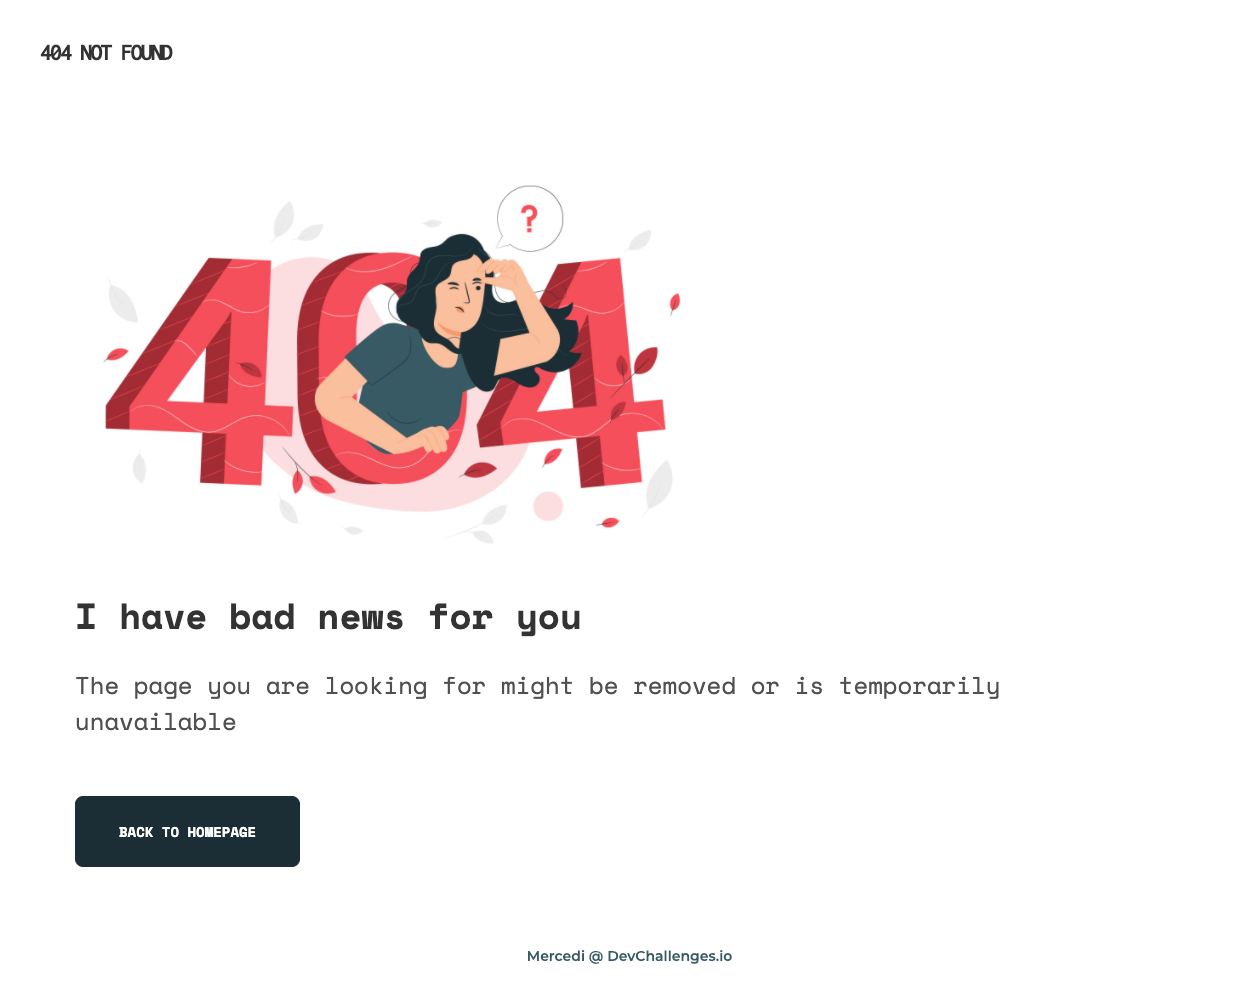 404 NOT FOUND
?
404
I have bad news for you
The page you are looking for might be removed or is temporarily
unavailable
BACK TO HOMEPAGE
Mercedi @ DevChallenges.io